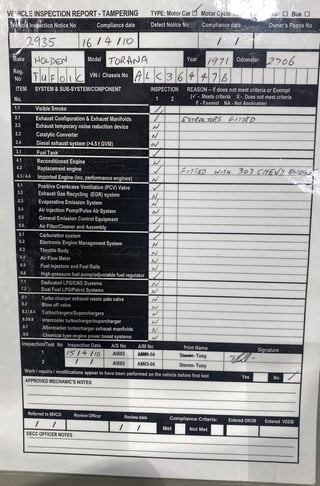 VEHICLE INSPECTION REPORT - TAMPERING TYPE: Motor Car Motor Cycle Bus
Vehicle Inspection Notice No Compliance date Defect Notice No Compliance date Owner's Phone No
2935 16/4/10 / / /
Make HOLDEN Model TORANA Year 1971 Odometer 2706
Reg. No TUF01C VIN / Chassis No
ITEM SYSTEM & SUB-SYSTEM/COMPONENT INSPECTION REASON – if does not meet criteria or Exempt
No. 1 2 (✓ - Meets criteria X - Does not meet criteria
E - Exempt NA - Not Applicable)
1.1 Visible Smoke
2.1 Exhaust Configuration & Exhaust Manifolds EXTRACTORS FITTED
2.2 Exhaust temporary noise reduction device
2.3 Catalytic Converter
2.4 Diesel exhaust system (>4.5 t GVM)
3.1 Fuel Tank
4.1 Reconditioned Engine
4.2 Replacement engine FITTED WITH 307 CHEVY ENGINE
4.3/4.4 Imported Engine (inc. performance engines)
5.1 Positive Crankcase Ventilation (PCV) Valve
5.2 Exhaust Gas Recycling (EGR) system
5.3 Evaporative Emission System
5.4 Air injection Pump/Pulse Air System
5.5 General Emission Control Equipment
5.6 Air Filter/Cleaner and Assembly
6.1 Carburettor system
6.2 Electronic Engine Management System
6.3 Throttle Body
6.4 Air Flow Meter
6.5 Fuel Injectors and Fuel Rails
6.6 High-pressure fuel pump/adjustable fuel regulator
7.1 Dedicated LPG/CNG Systems
7.2 Dual Fuel LPG/Petrol Systems
8.1 Turbo charger exhaust waste gate valve
8.2 Blow off valve
8.3/8.4 Turbochargers/Superchargers
8.5/8.6 Intercooler turbocharger/supercharger
8.7 Aftermarket turbocharger exhaust manifolds
8.8 Chemical type engine power boost systems
Inspection/Test No Inspection Date AIS No A/M No Print Name Signature
1 15/4/10 AIS03 -04 Tony
2 / / AIS03 -04 Tony
Work / repairs / modifications appear to have been performed on the vehicle before first test Yes No ✓
APPROVED MECHANIC'S NOTES
Referred to MVCO Review Officer Review date Compliance Criteria: Entered ORDB Entered VDDB
/ / / / Met Not Met / / / /
DECC OFFICER NOTES